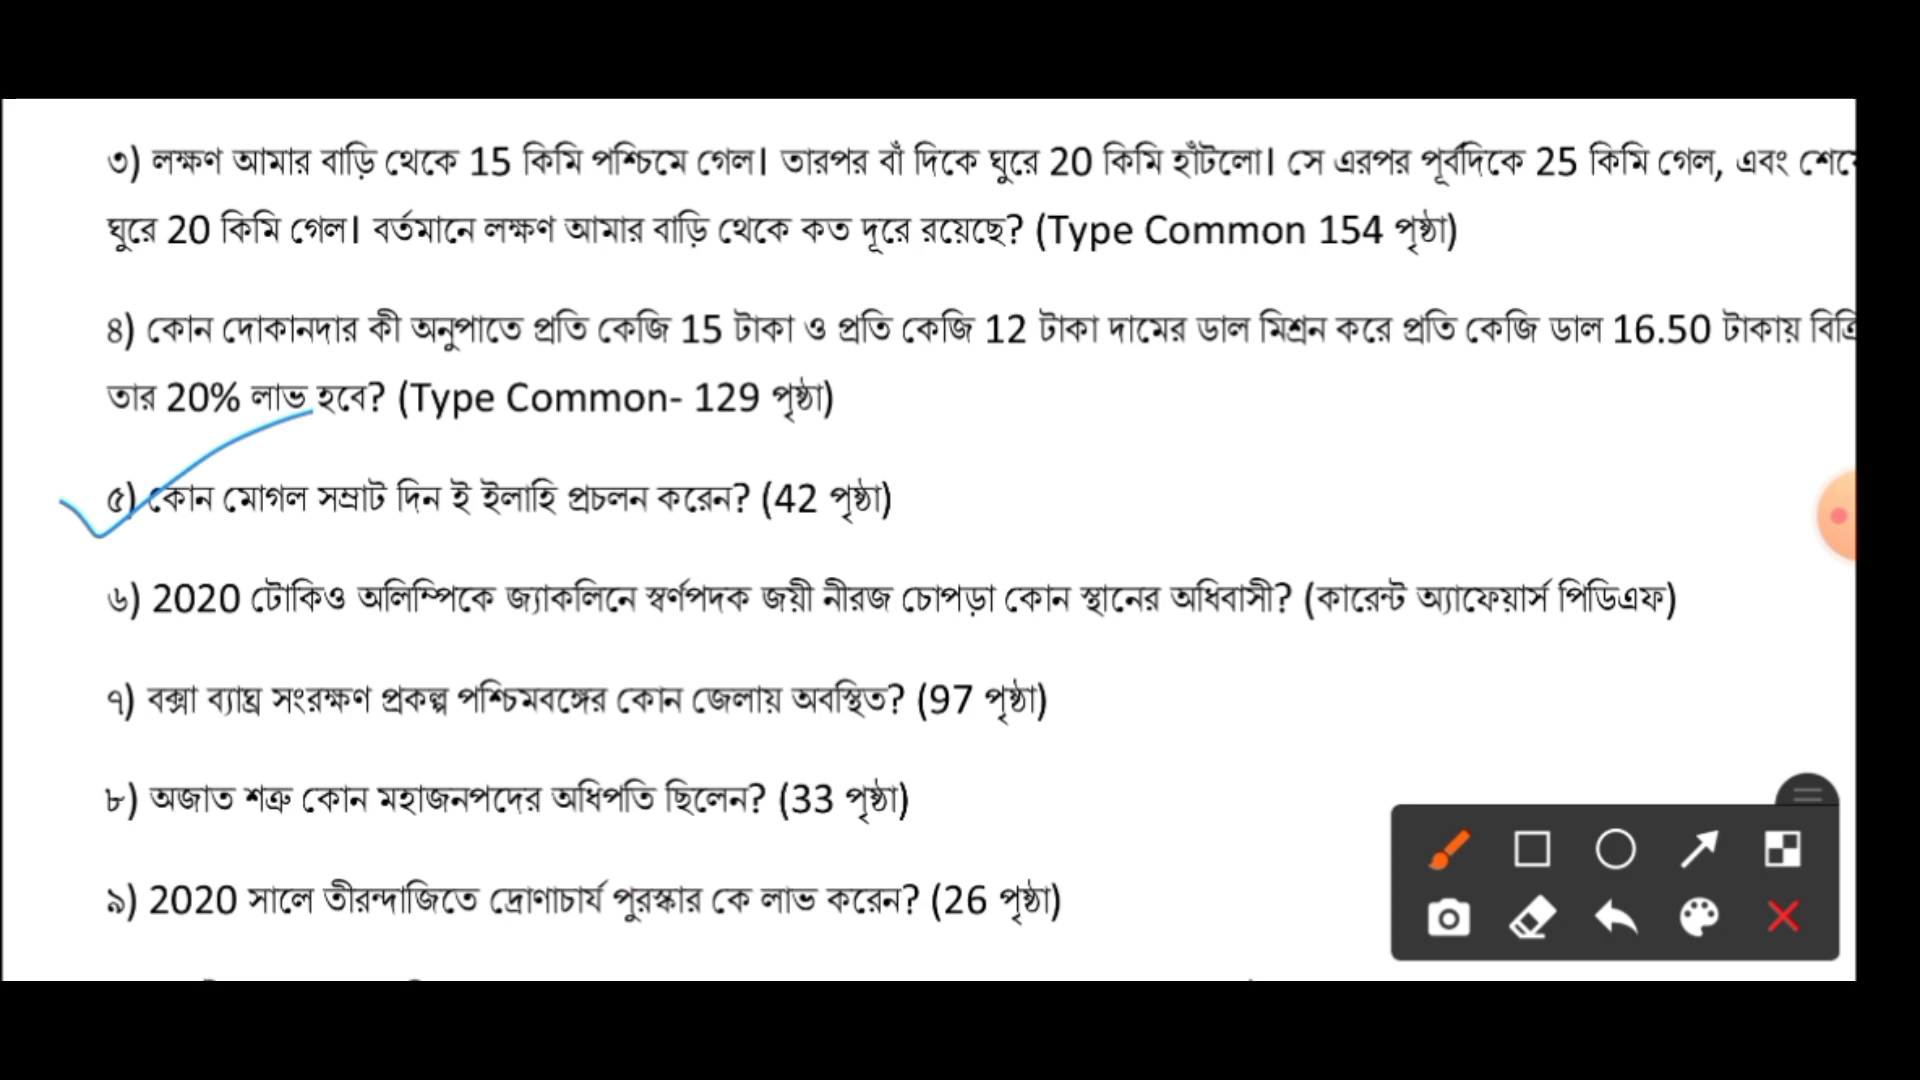 ৩) লক্ষণ আমার বাড়ি থেকে 15 কিমি পশ্চিমে গেল। তারপর বাঁ দিকে ঘুরে 20 কিমি হাঁটলো। সে এরপর পূর্বদিকে 25 কিমি গেল, এবং
ঘুরে 20 কিমি গেল। বর্তমানে লক্ষণ আমার বাড়ি থেকে কত দূরে রয়েছে? (Type Common 154 পৃষ্ঠা)
৪) কোন দোকানদার কী অনুপাতে প্রতি কেজি 15 টাকা ও প্রতি কেজি 12 টাকা দামের ডাল মিশ্রন করে প্রতি কেজি ডাল 16.50 টাকায়
তার 20% লাভ হবে? (Type Common- 129 পৃষ্ঠা)
৫) কোন মোগল সম্রাট দিন ই ইলাহি প্রচলন করেন? (42 পৃষ্ঠা)
৬) 2020 টোকিও অলিম্পিকে জ্যাকলিনে স্বর্ণপদক জয়ী নীরজ চোপড়া কোন স্থানের অধিবাসী? (কারেন্ট অ্যাফেয়ার্স পিডিএফ)
৭) বক্সা ব্যাঘ্র সংরক্ষণ প্রকল্প পশ্চিমবঙ্গের কোন জেলায় অবস্থিত? (97 পৃষ্ঠা)
৮) অজাত শত্রু কোন মহাজনপদের অধিপতি ছিলেন? (33 পৃষ্ঠা)
৯) 2020 সালে তীরন্দাজিতে দ্রোণাচার্য পুরস্কার কে লাভ করেন? (26 পৃষ্ঠা)